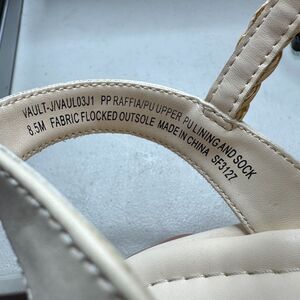 VAULT-J/VAUL03J1 PP RAFFIA/PU UPPER PU LINING AND SOCK
8.5M FABRIC FLOCKED OUTSOLE MADE IN CHINA SF3127